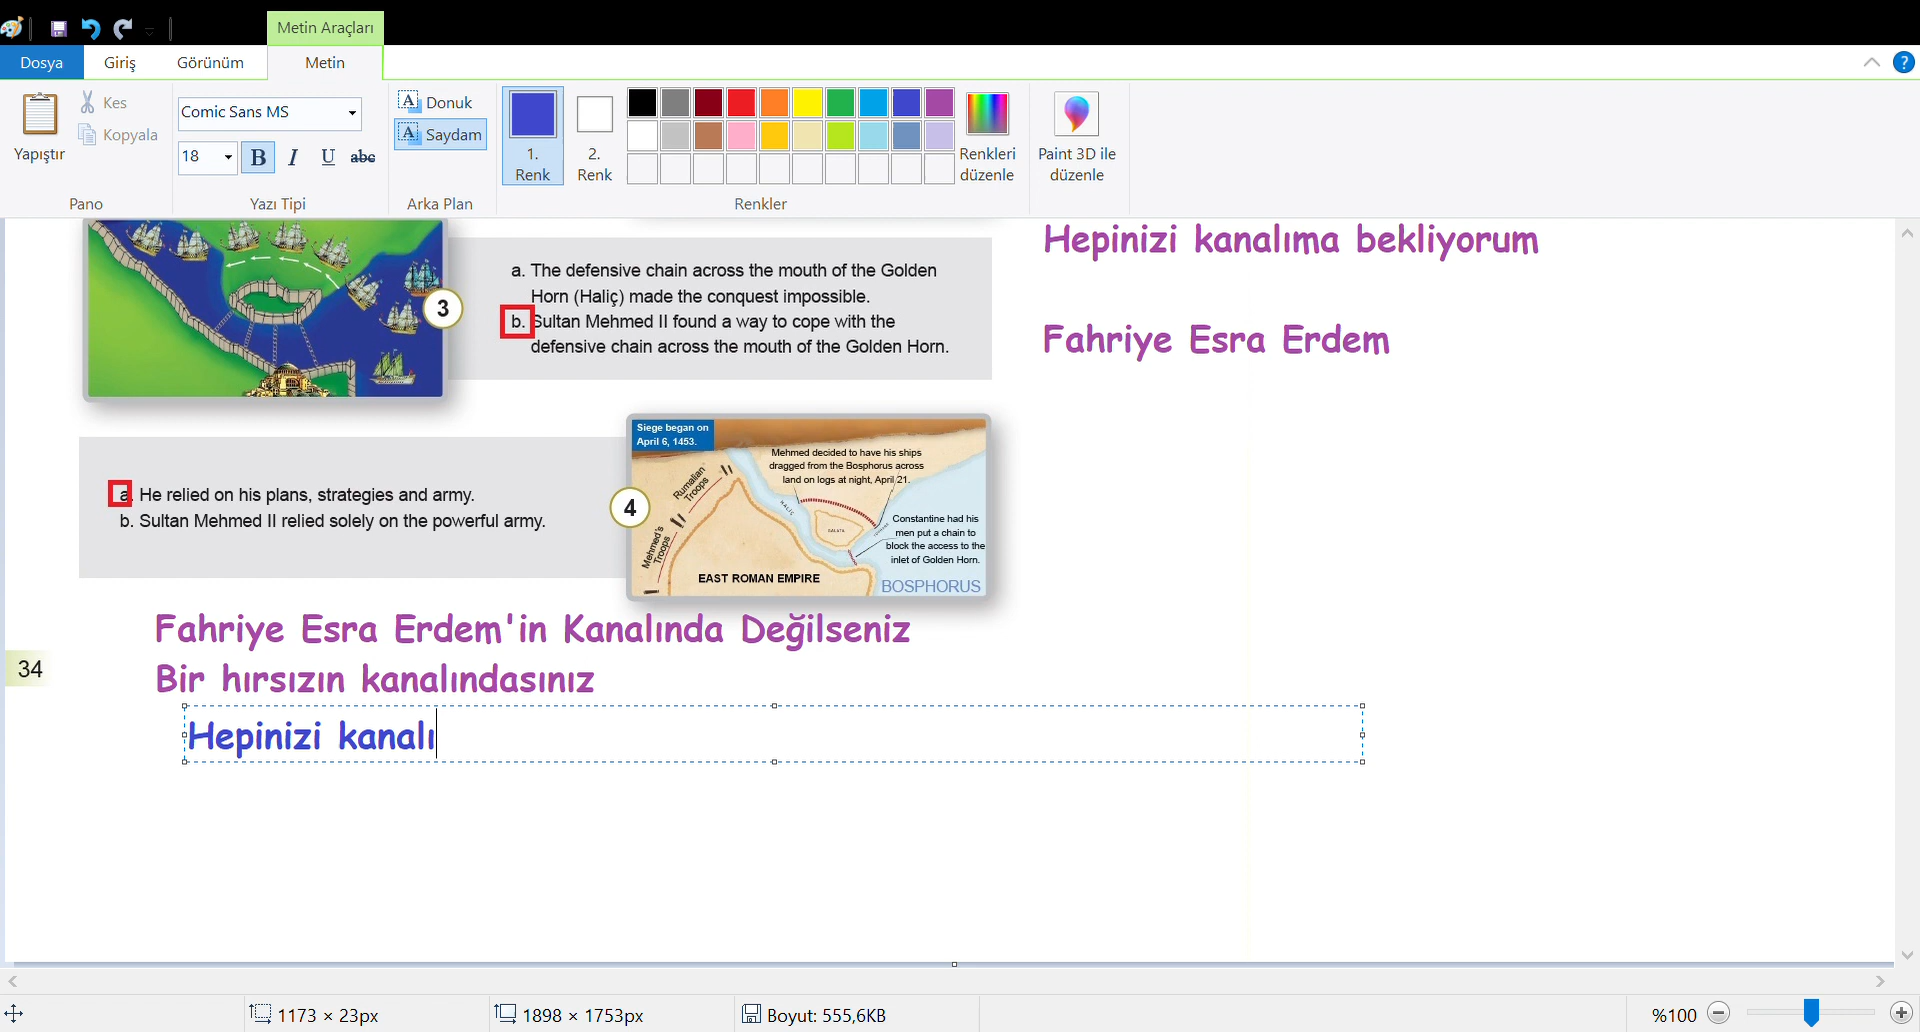 Metin Araçları
Dosya
Giriş
Görünüm
Metin
Yapıştır
Kes
Kopyala
Pano
Comic Sans MS
18
B I U abc
Yazı Tipi
A Donuk
A Saydam
Arka Plan
1.
Renk
2.
Renk
Renkler
Renkleri
düzenle
Paint 3D ile
düzenle
?
3
a. The defensive chain across the mouth of the Golden
Horn (Haliç) made the conquest impossible.
b. Sultan Mehmed II found a way to cope with the
defensive chain across the mouth of the Golden Horn.
Hepinizi kanalıma bekliyorum
Fahriye Esra Erdem
a. He relied on his plans, strategies and army.
b. Sultan Mehmed II relied solely on the powerful army.
4
Siege began on
April 6, 1453.
Mehmed decided to have his ships
dragged from the Bosphorus across
land on logs at night, April 21.
Rumalian
Troops
Mehmed's
Troops
HALİÇ
GALATA
Constantine had his
men put a chain to
block the access to the
inlet of Golden Horn.
EAST ROMAN EMPIRE
BOSPHORUS
Fahriye Esra Erdem'in Kanalında Değilseniz
Bir hırsızın kanalındasınız
34
Hepinizi kanalı
1173 × 23px
1898 × 1753px
Boyut: 555,6KB
%100